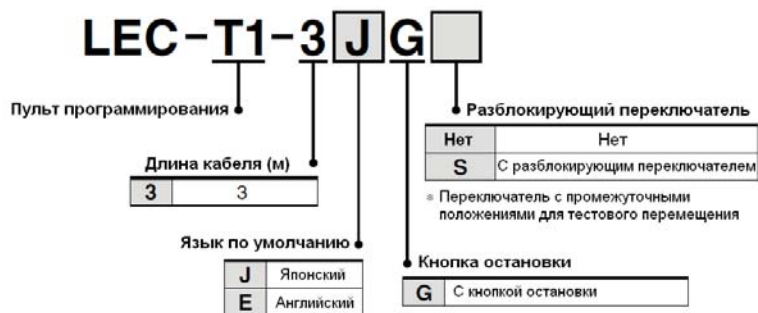 LEC-T1-3JG
Пульт программирования
Разблокирующий переключатель
Нет Нет
S С разблокирующим переключателем
* Переключатель с промежуточными
положениями для тестового перемещения
Длина кабеля (м)
3 3
Язык по умолчанию
J Японский
E Английский
Кнопка остановки
G С кнопкой остановки